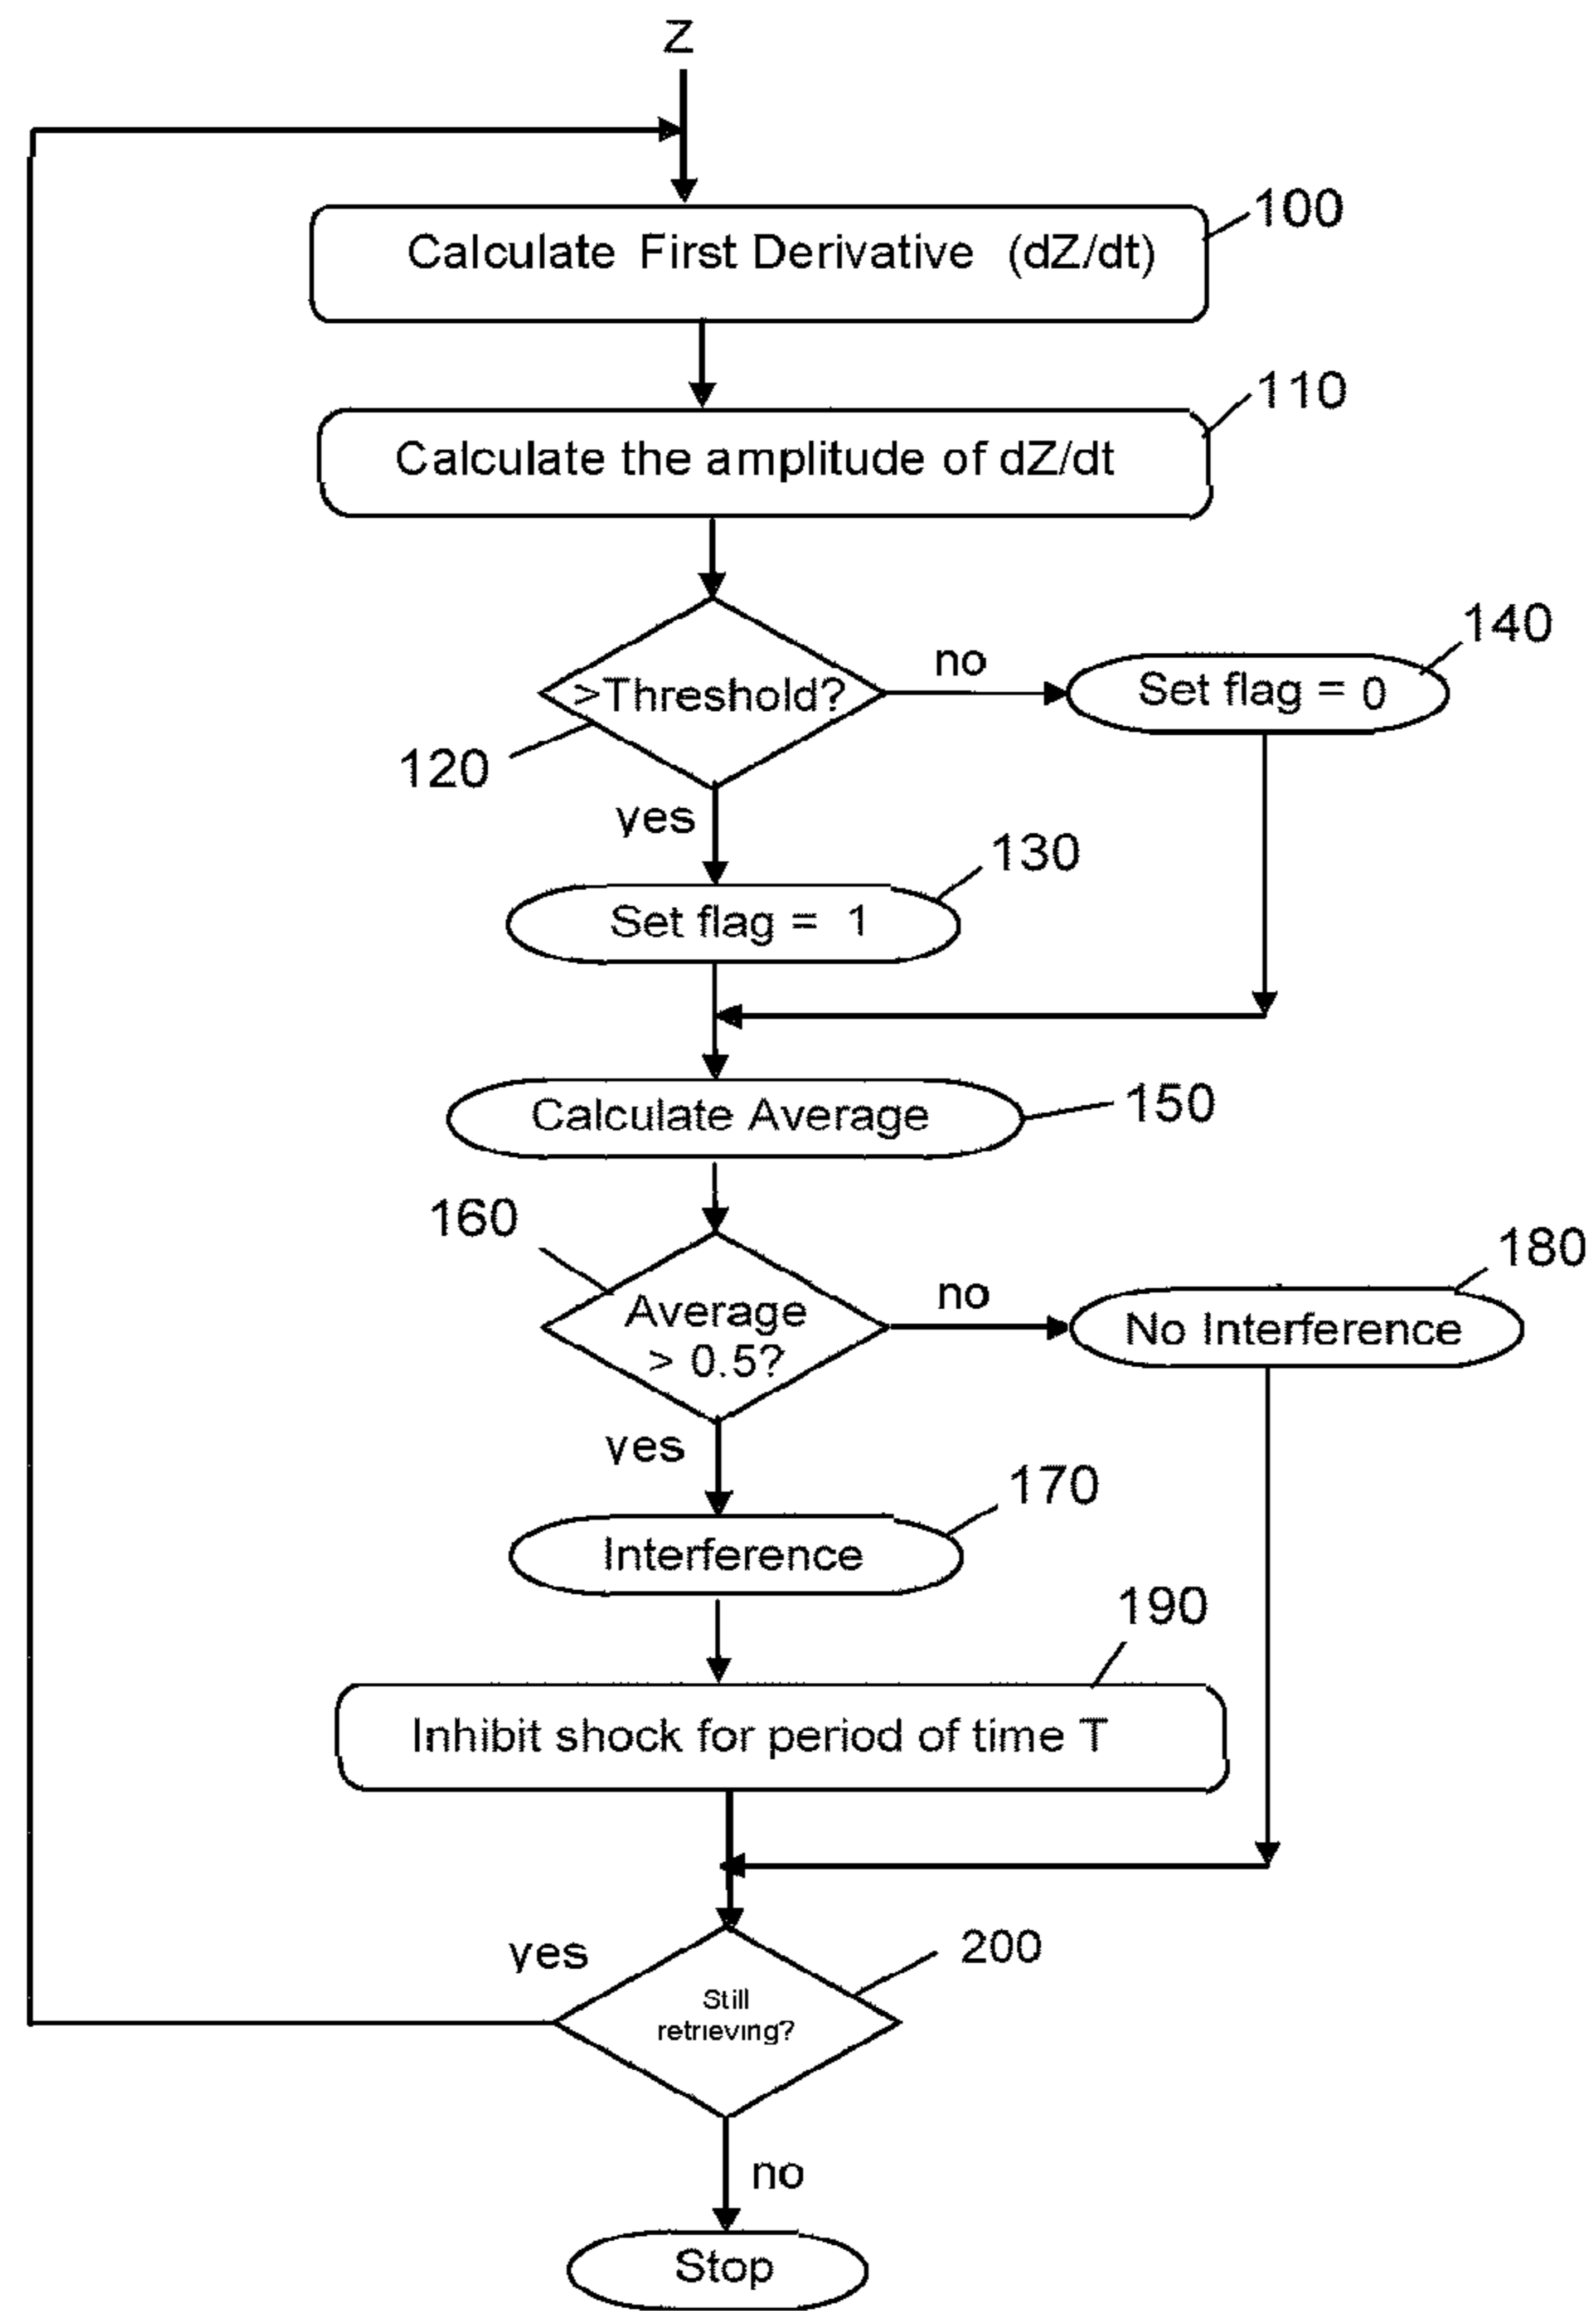 Z
100
Calculate First Derivative (dZ/dt)
110
Calculate the amplitude of dZ/dt
140
no
>Threshold?
Set flag = 0
120
yes
130
Set flag = 1
150
Calculate Average
160
180
no
Average
> 0.5?
No Interference
yes
170
Interference
190
Inhibit shock for period of time T
yes
200
Still
retrieving?
no
Stop